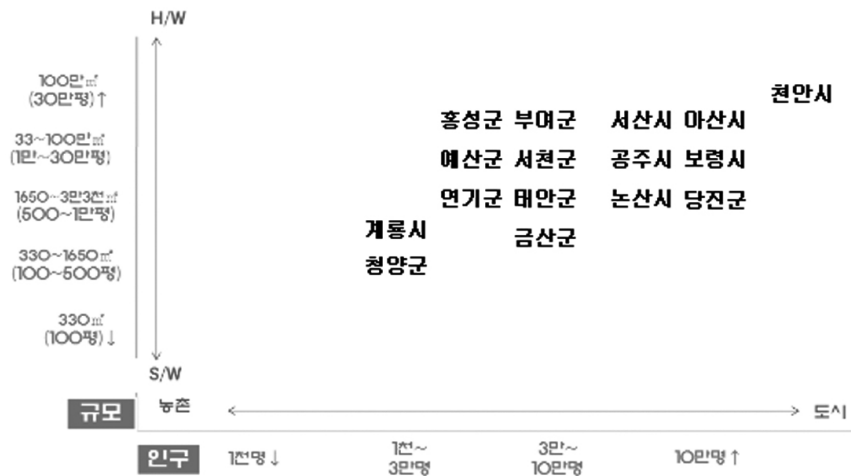 H/W
100만㎡
(30만평)↑
33~100만㎡
(1만~30만평)
1650~3만3천㎡
(500~1만평)
330~1650㎡
(100~500평)
330㎡
(100평)↓
S/W
천안시
홍성군 부여군 서산시 아산시
예산군 서천군 공주시 보령시
연기군 태안군 논산시 당진군
계룡시 금산군
청양군
규모 농촌 도시
인구 1천명↓ 1천~3만명 3만~10만명 10만명↑